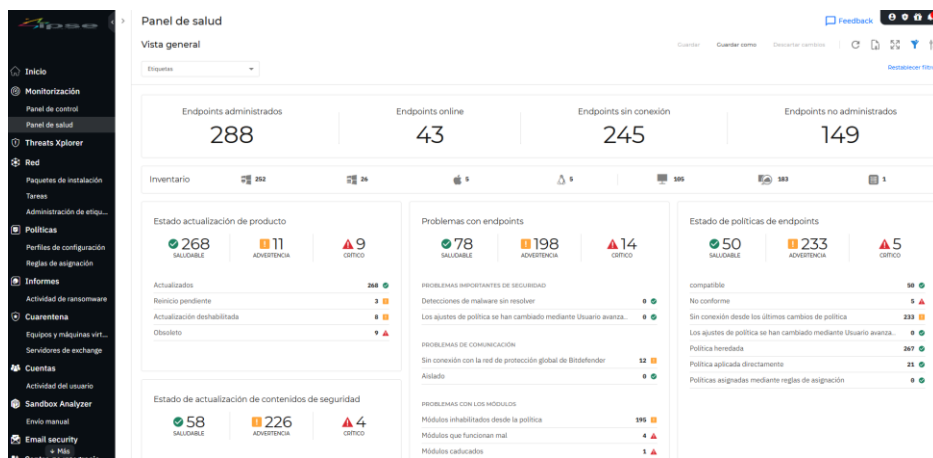 aipse
Panel de salud
Feedback
Vista general
Guardar
Guardar como
Descartar cambios
Etiquetas
Restablecer filtr
Inicio
Monitorización
Panel de control
Panel de salud
Threats Xplorer
Red
Paquetes de instalación
Tareas
Administración de etiqu...
Políticas
Perfiles de configuración
Reglas de asignación
Informes
Actividad de ransomware
Cuarentena
Equipos y máquinas virt...
Servidores de exchange
Cuentas
Actividad del usuario
Sandbox Analyzer
Envío manual
Email security
+ Más
Endpoints administrados
288
Endpoints online
43
Endpoints sin conexión
245
Endpoints no administrados
149
Inventario 252 26 5 5 105 183 1
Estado actualización de producto
268 11 9
SALUDABLE ADVERTENCIA CRÍTICO
Actualizados 268
Reinicio pendiente 3
Actualización deshabilitada 8
Obsoleto 9
Estado de actualización de contenidos de seguridad
58 226 4
SALUDABLE ADVERTENCIA CRÍTICO
Problemas con endpoints
78 198 14
SALUDABLE ADVERTENCIA CRÍTICO
PROBLEMAS IMPORTANTES DE SEGURIDAD
Detecciones de malware sin resolver 0
Los ajustes de política se han cambiado mediante Usuario avanza.. 0
PROBLEMAS DE COMUNICACIÓN
Sin conexión con la red de protección global de Bitdefender 12
Aislado 0
PROBLEMAS CON LOS MÓDULOS
Módulos inhabilitados desde la política 195
Módulos que funcionan mal 4
Módulos caducados 1
Estado de políticas de endpoints
50 233 5
SALUDABLE ADVERTENCIA CRÍTICO
compatible 50
No conforme 5
Sin conexión desde los últimos cambios de política 233
Los ajustes de política se han cambiado mediante Usuario avanza.. 0
Política heredada 267
Política aplicada directamente 21
Políticas asignadas mediante reglas de asignación 0